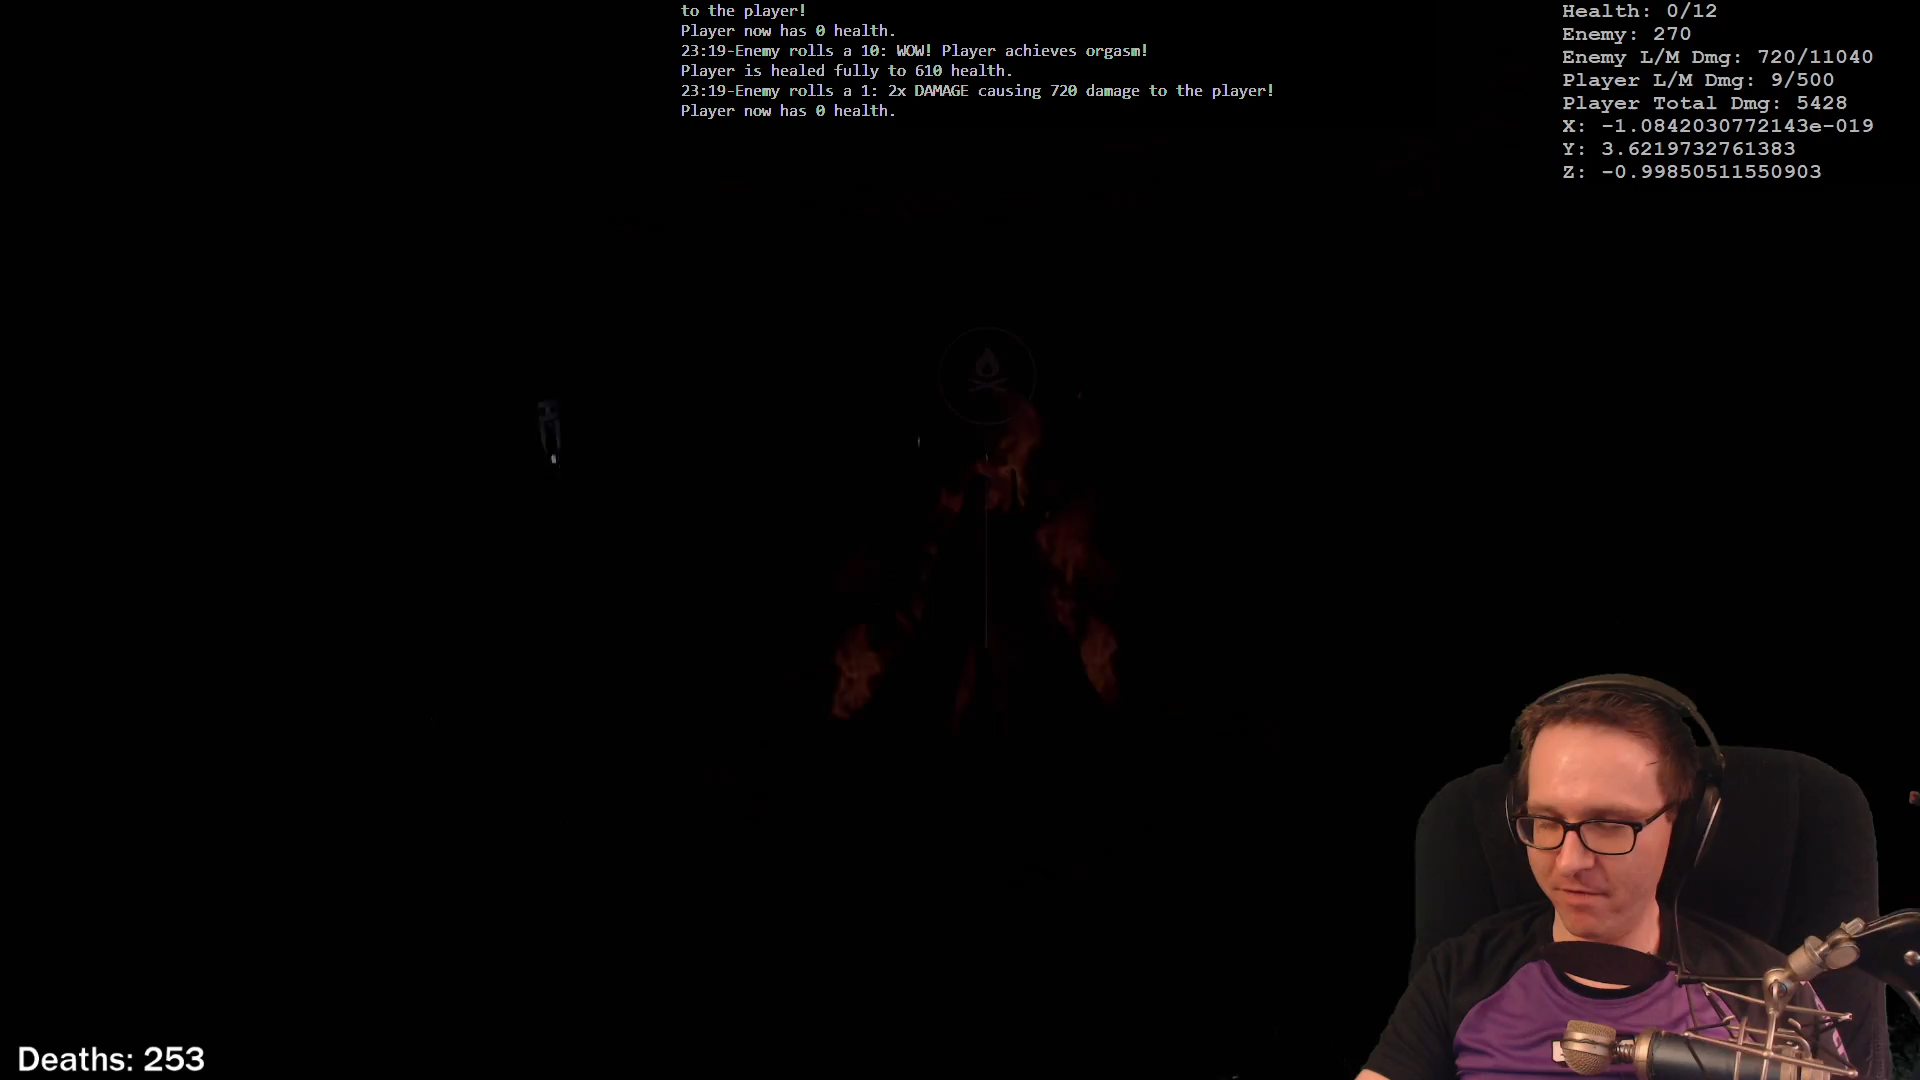 to the player!
Player now has 0 health.
23:19-Enemy rolls a 10: WOW! Player achieves orgasm!
Player is healed fully to 610 health.
23:19-Enemy rolls a 1: 2x DAMAGE causing 720 damage to the player!
Player now has 0 health.
Health: 0/12
Enemy: 270
Enemy L/M Dmg: 720/11040
Player L/M Dmg: 9/500
Player Total Dmg: 5428
X: -1.0842030772143e-019
Y: 3.6219732761383
Z: -0.99850511550903
Deaths: 253